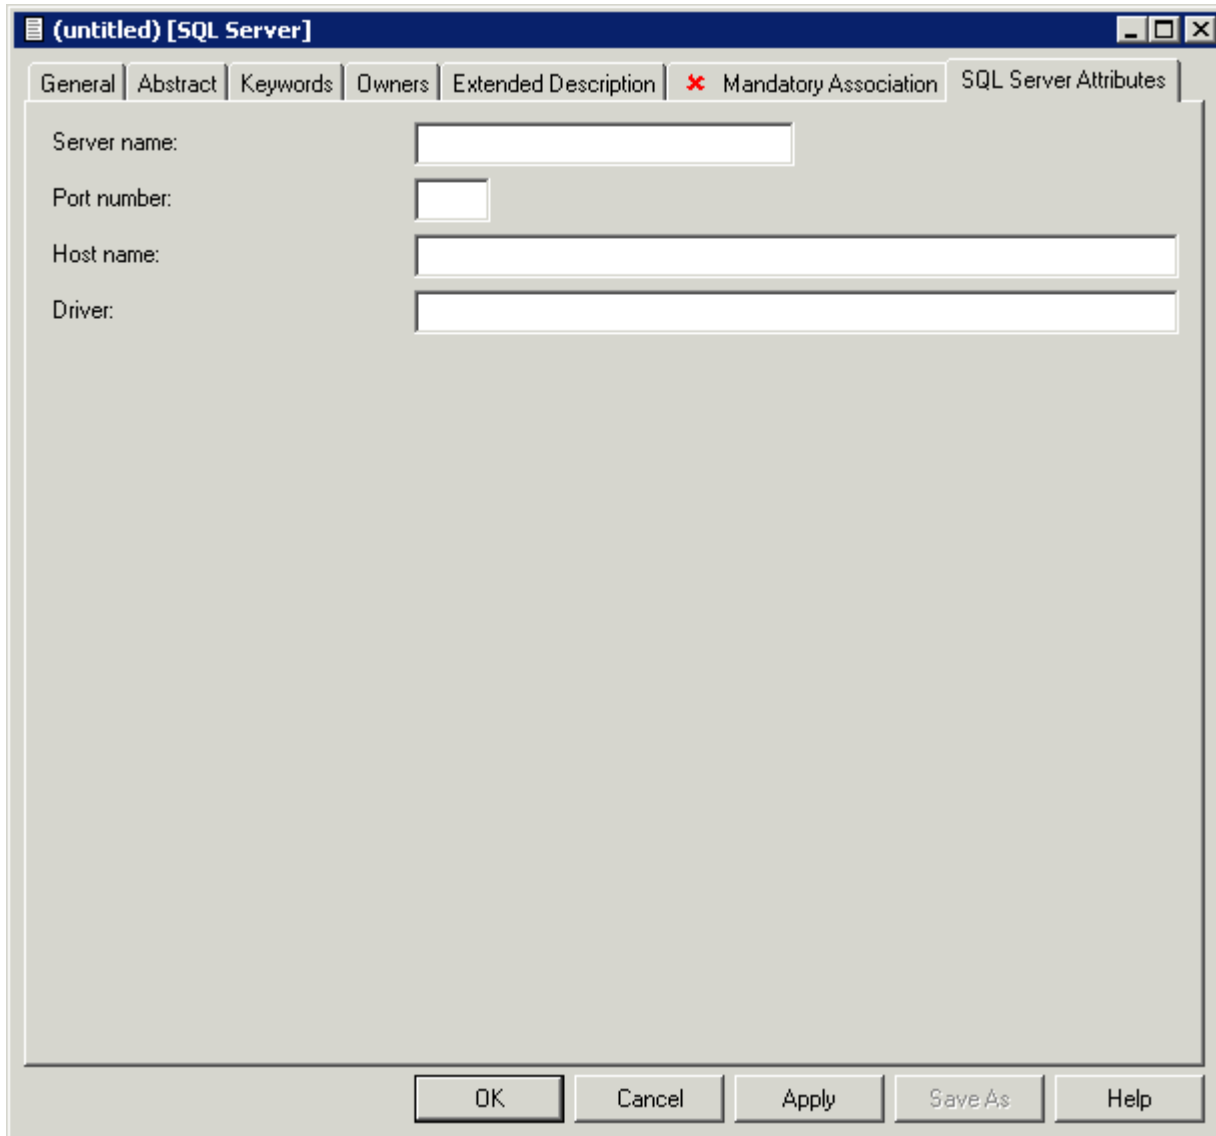 (untitled) [SQL Server]
General Abstract Keywords Owners Extended Description Mandatory Association SQL Server Attributes
Server name:
Port number:
Host name:
Driver:
OK Cancel Apply Save As Help